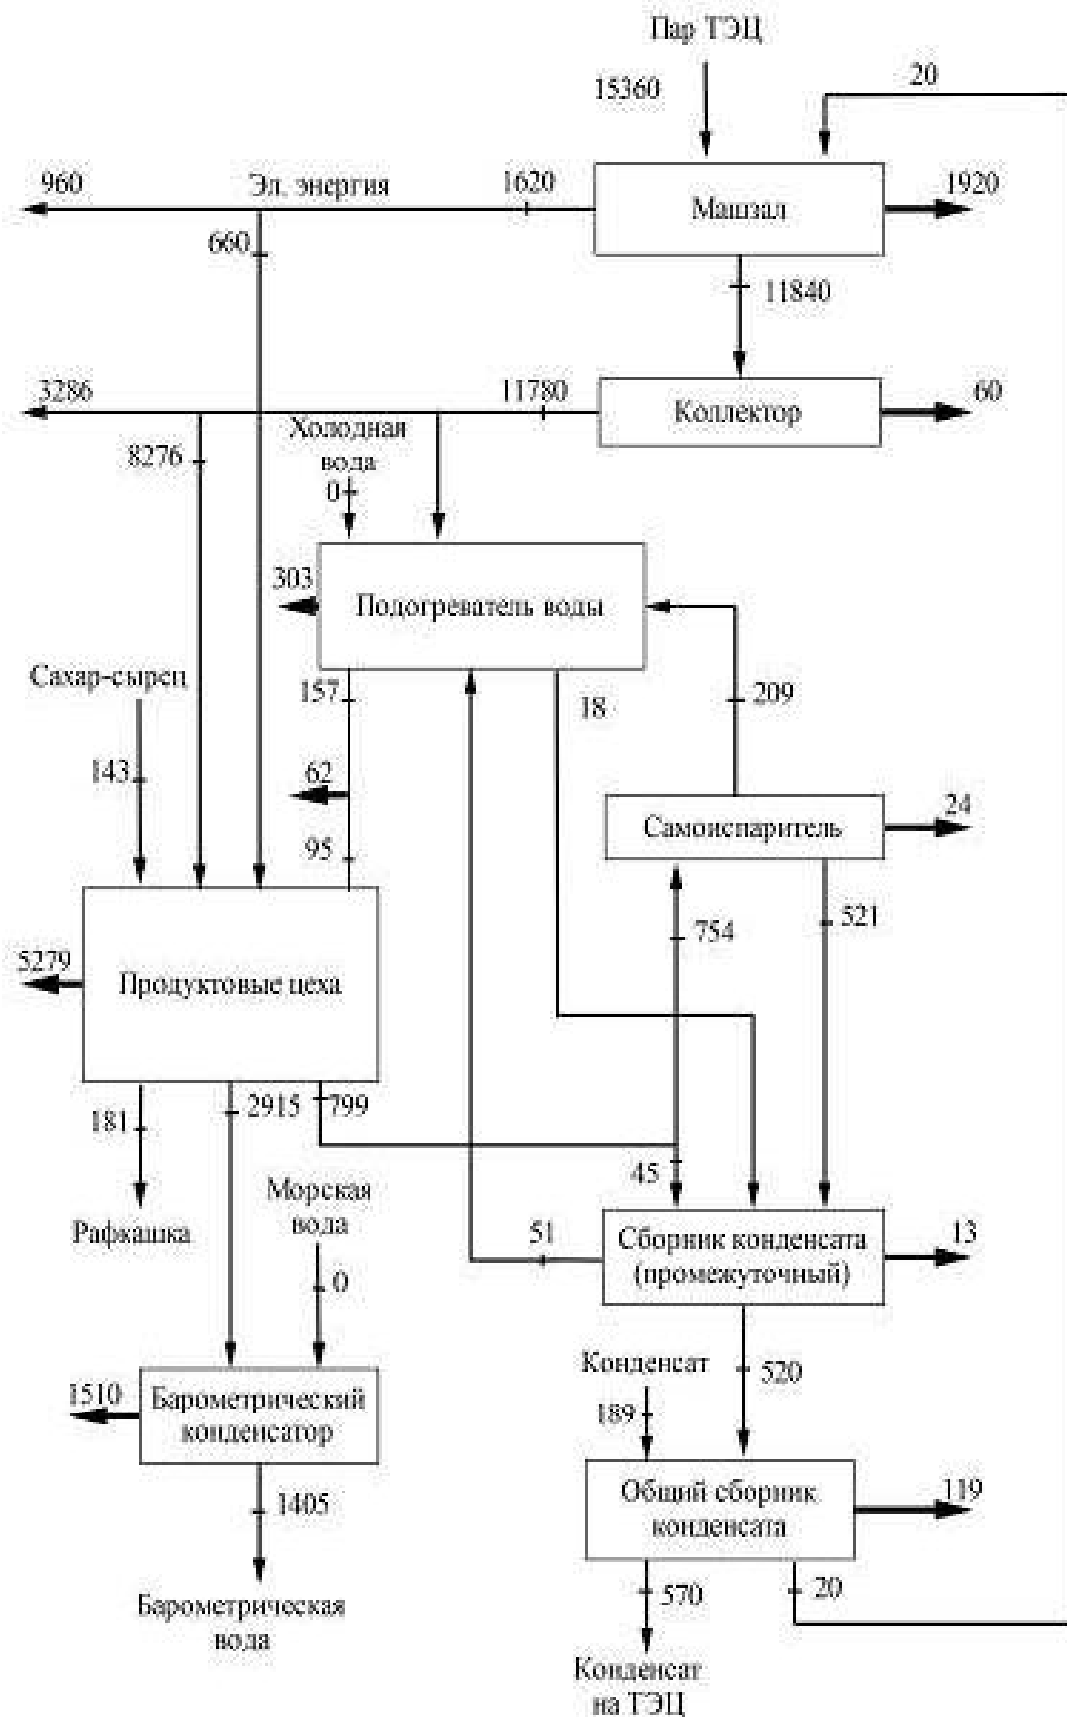 Пар ТЭЦ
15360
20
960
Эл. энергия
1620
Машзал
1920
660
11840
3286
11780
Коллектор
60
8276
Холодная
вода
0
303
Подогреватель воды
Сахар-сырец
157
18
209
143
62
95
Самоиспаритель
24
5279
Продуктовые цеха
754
521
181
2915
799
45
Рафкашка
Морская
вода
0
51
Сборник конденсата
(промежуточный)
13
1510
Барометрический
конденсатор
Конденсат
189
520
1405
Общий сборник
конденсата
119
570
20
Барометрическая
вода
Конденсат
на ТЭЦ